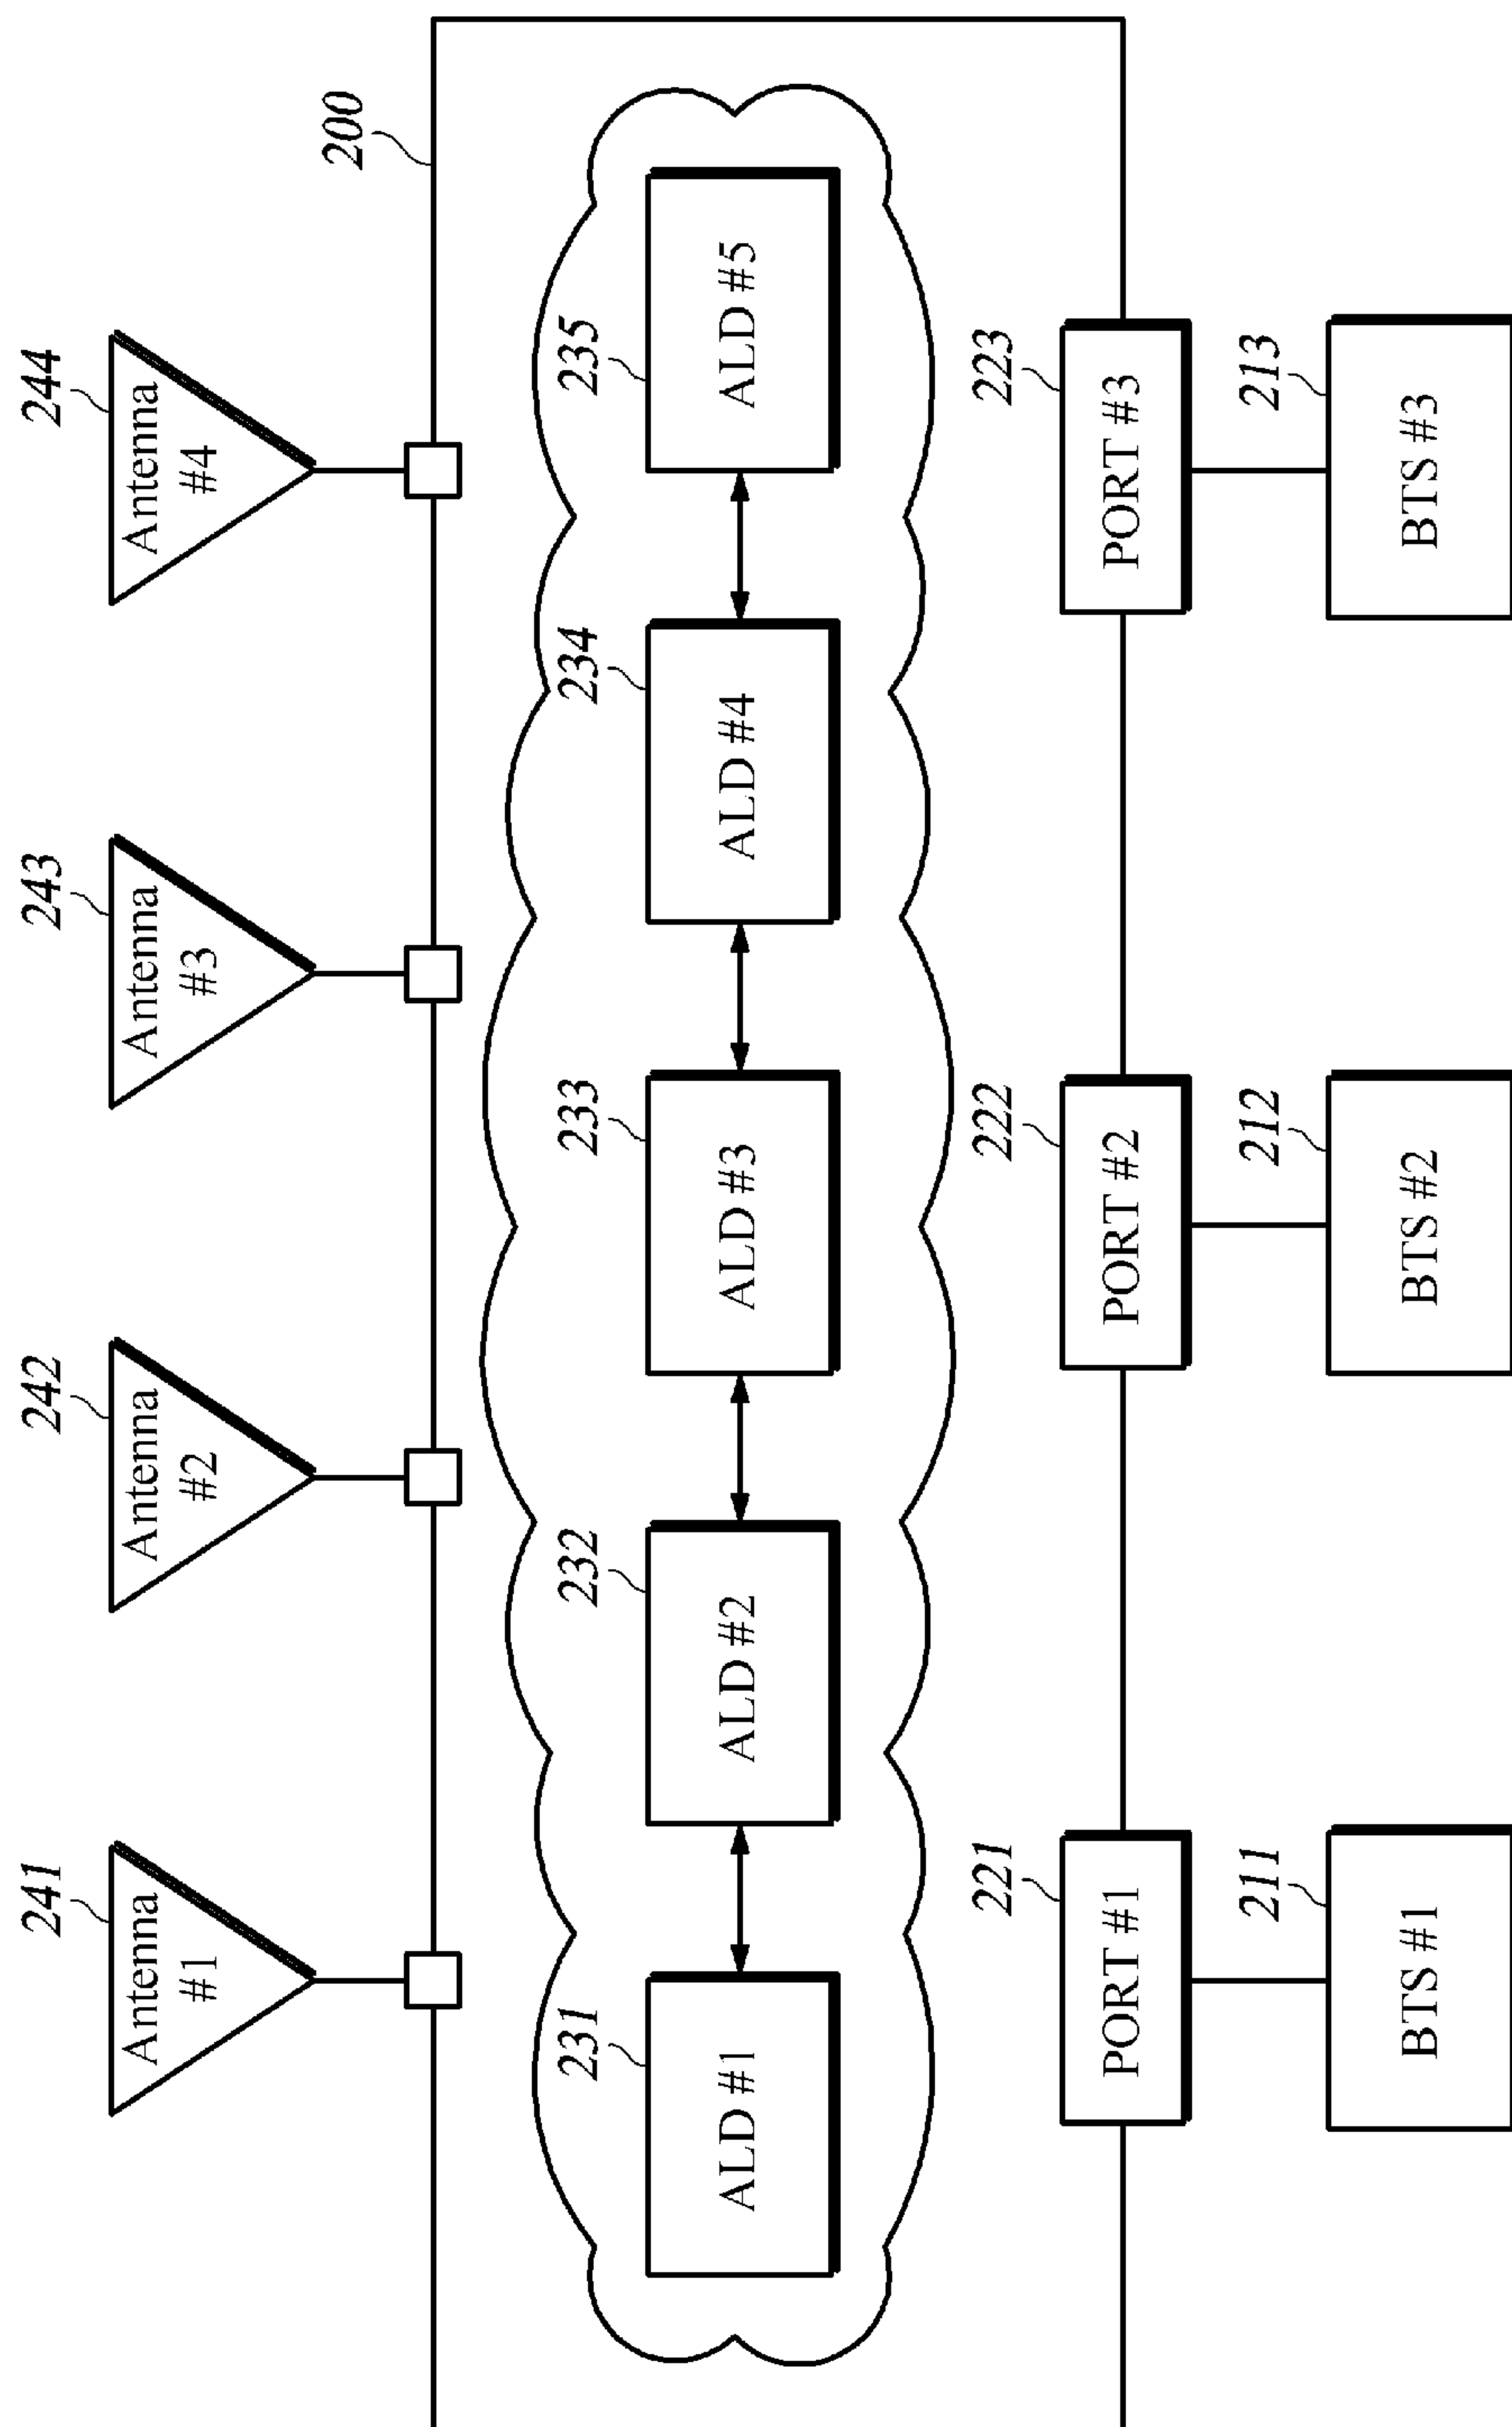 241
242
243
244
Antenna
#1
Antenna
#2
Antenna
#3
Antenna
#4
200
231
232
233
234
235
ALD #1
ALD #2
ALD #3
ALD #4
ALD #5
221
222
223
PORT #1
PORT #2
PORT #3
211
212
213
BTS #1
BTS #2
BTS #3